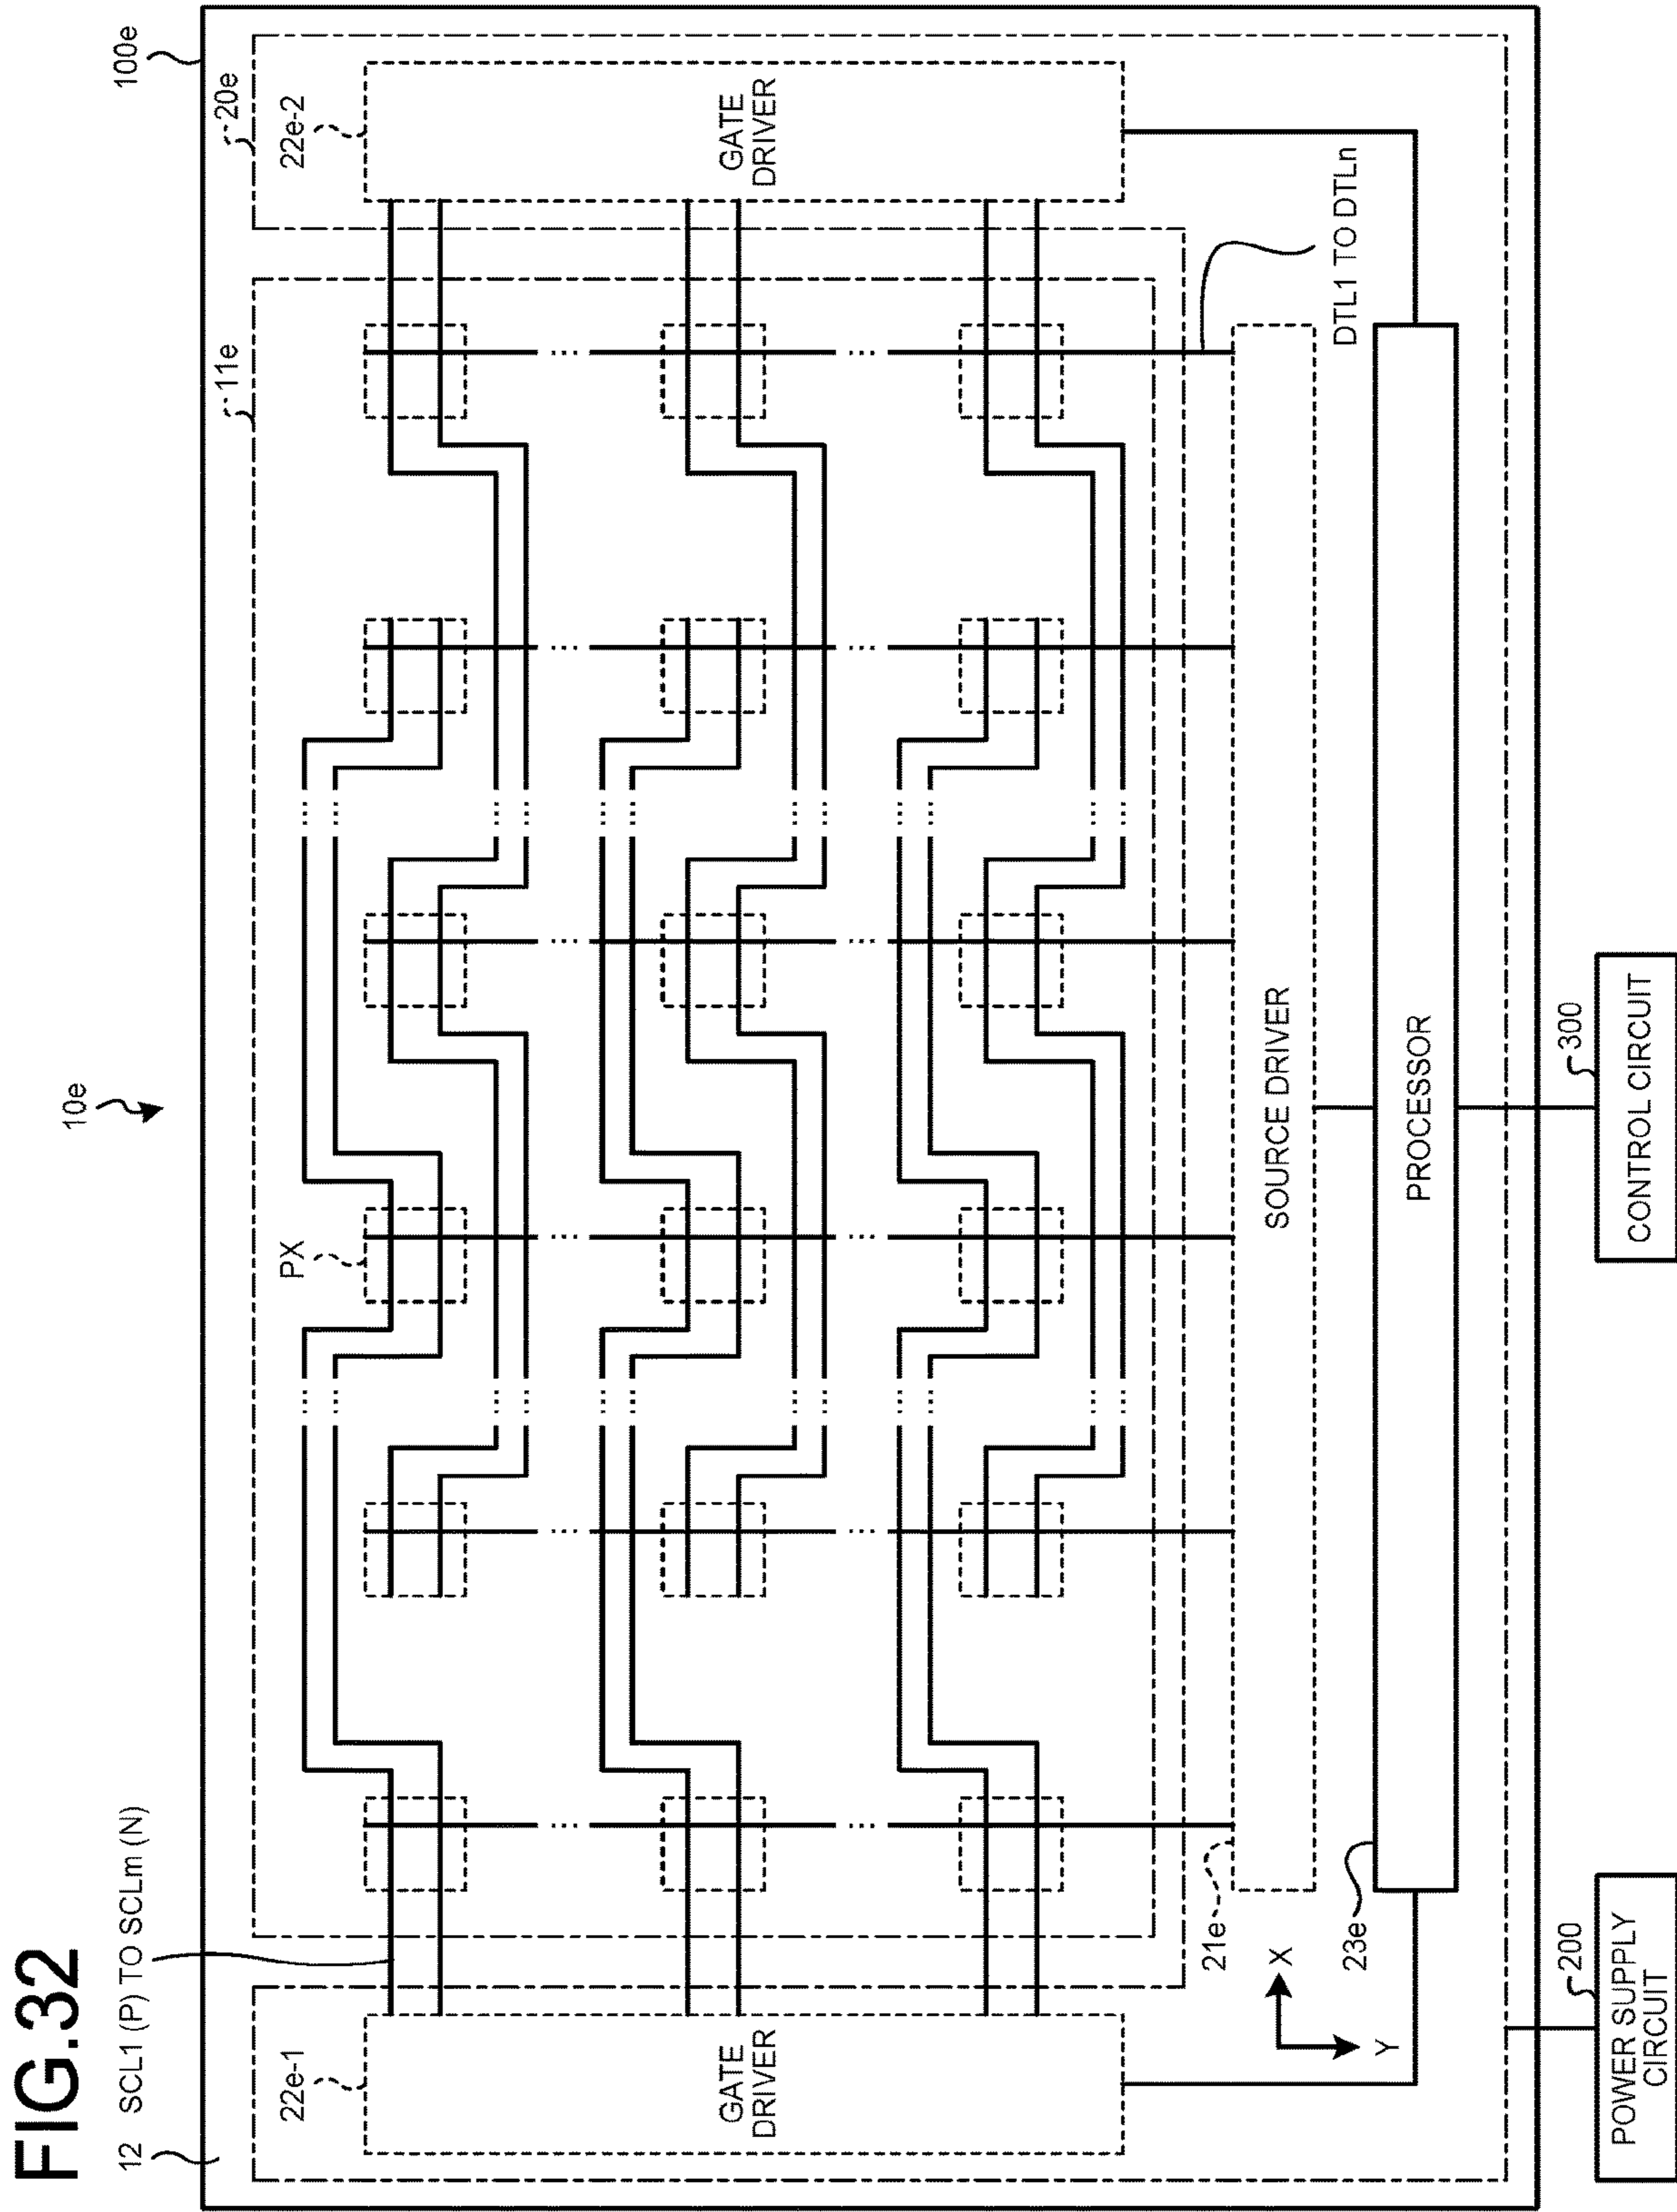 FIG.32
10e
12
SCL1 (P) TO SCLm (N)
100e
20e
11e
22e-1
PX
22e-2
GATE
DRIVER
GATE
DRIVER
...
DTL1 TO DTLn
21e
SOURCE DRIVER
X
Y
23e
PROCESSOR
200
POWER SUPPLY
CIRCUIT
300
CONTROL CIRCUIT